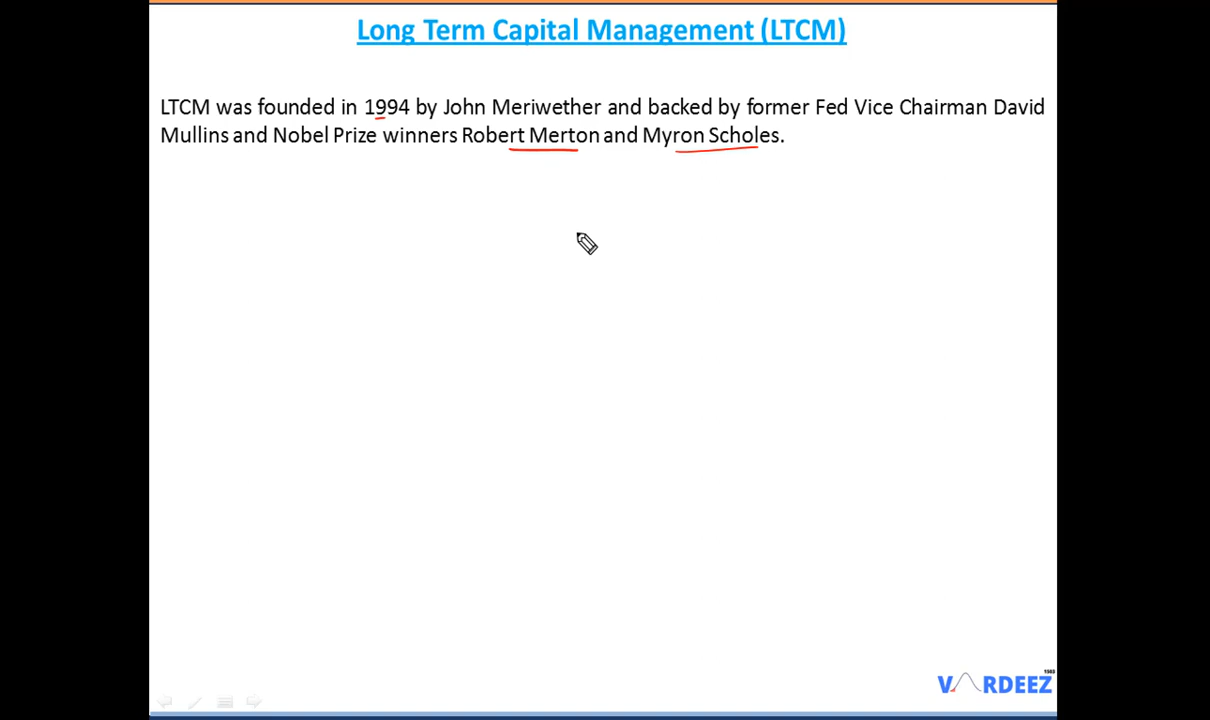 Long Term Capital Management (LTCM)
LTCM was founded in 1994 by John Meriwether and backed by former Fed Vice Chairman David
Mullins and Nobel Prize winners Robert Merton and Myron Scholes.
VARDEEZ